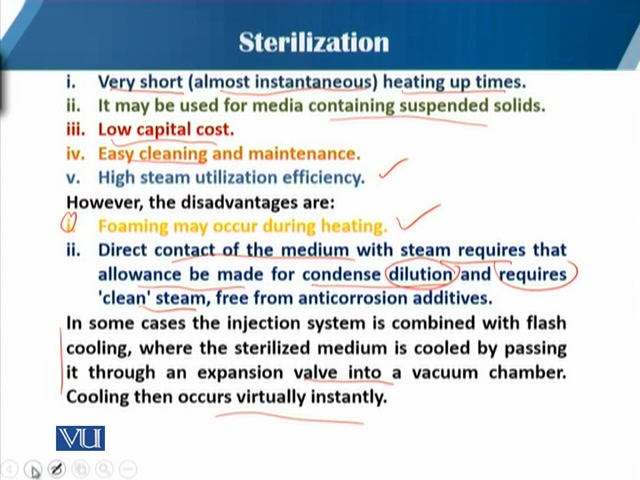 Sterilization
i. Very short (almost instantaneous) heating up times.
ii. It may be used for media containing suspended solids.
iii. Low capital cost.
iv. Easy cleaning and maintenance.
v. High steam utilization efficiency.
However, the disadvantages are:
i. Foaming may occur during heating.
ii. Direct contact of the medium with steam requires that
allowance be made for condense dilution and requires
'clean' steam, free from anticorrosion additives.
In some cases the injection system is combined with flash
cooling, where the sterilized medium is cooled by passing
it through an expansion valve into a vacuum chamber.
Cooling then occurs virtually instantly.
VU